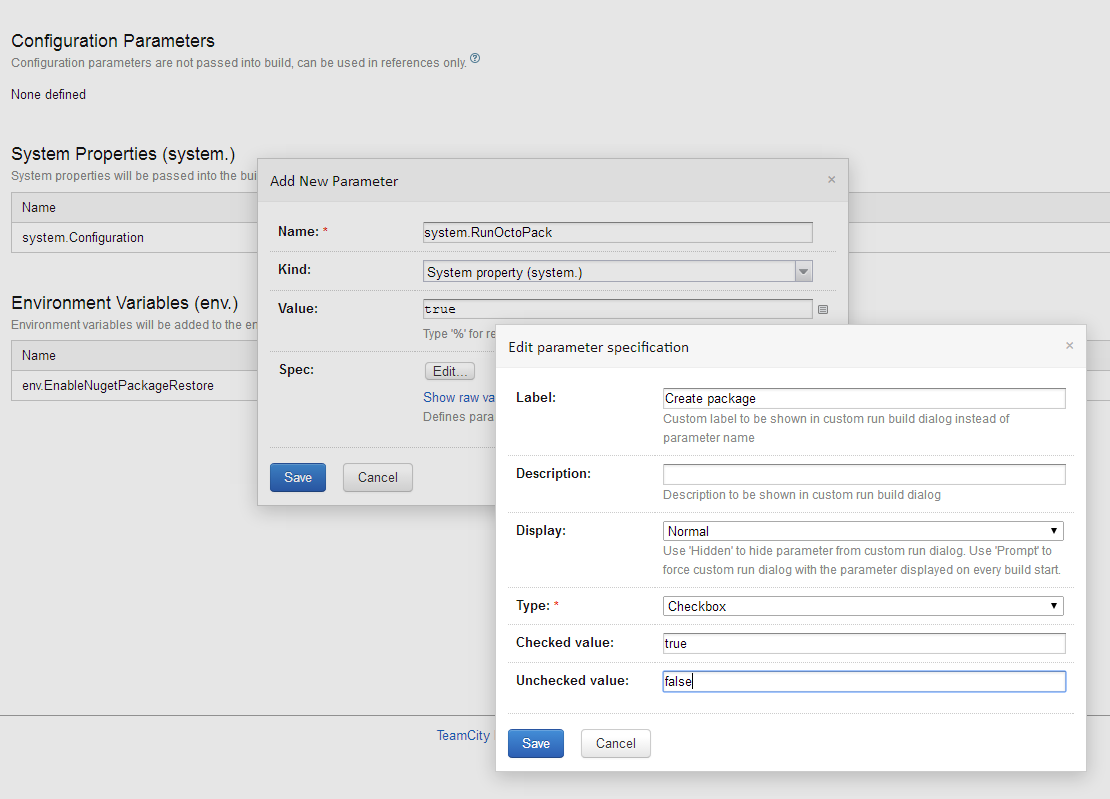 Configuration Parameters
Configuration parameters are not passed into build, can be used in references only. ?
None defined
System Properties (system.)
System properties will be passed into the bui
Name
system.Configuration
Environment Variables (env.)
Environment variables will be added to the en
Name
env.EnableNugetPackageRestore
TeamCity
Add New Parameter ×
Name: * system.RunOctoPack
Kind: System property (system.)
Value: true
Type '%' for re
Spec: Edit...
Show raw va
Defines para
Save Cancel
Edit parameter specification ×
Label: Create package
Custom label to be shown in custom run build dialog instead of
parameter name
Description:
Description to be shown in custom run build dialog
Display: Normal
Use 'Hidden' to hide parameter from custom run dialog. Use 'Prompt' to
force custom run dialog with the parameter displayed on every build start.
Type: * Checkbox
Checked value: true
Unchecked value: false
Save Cancel